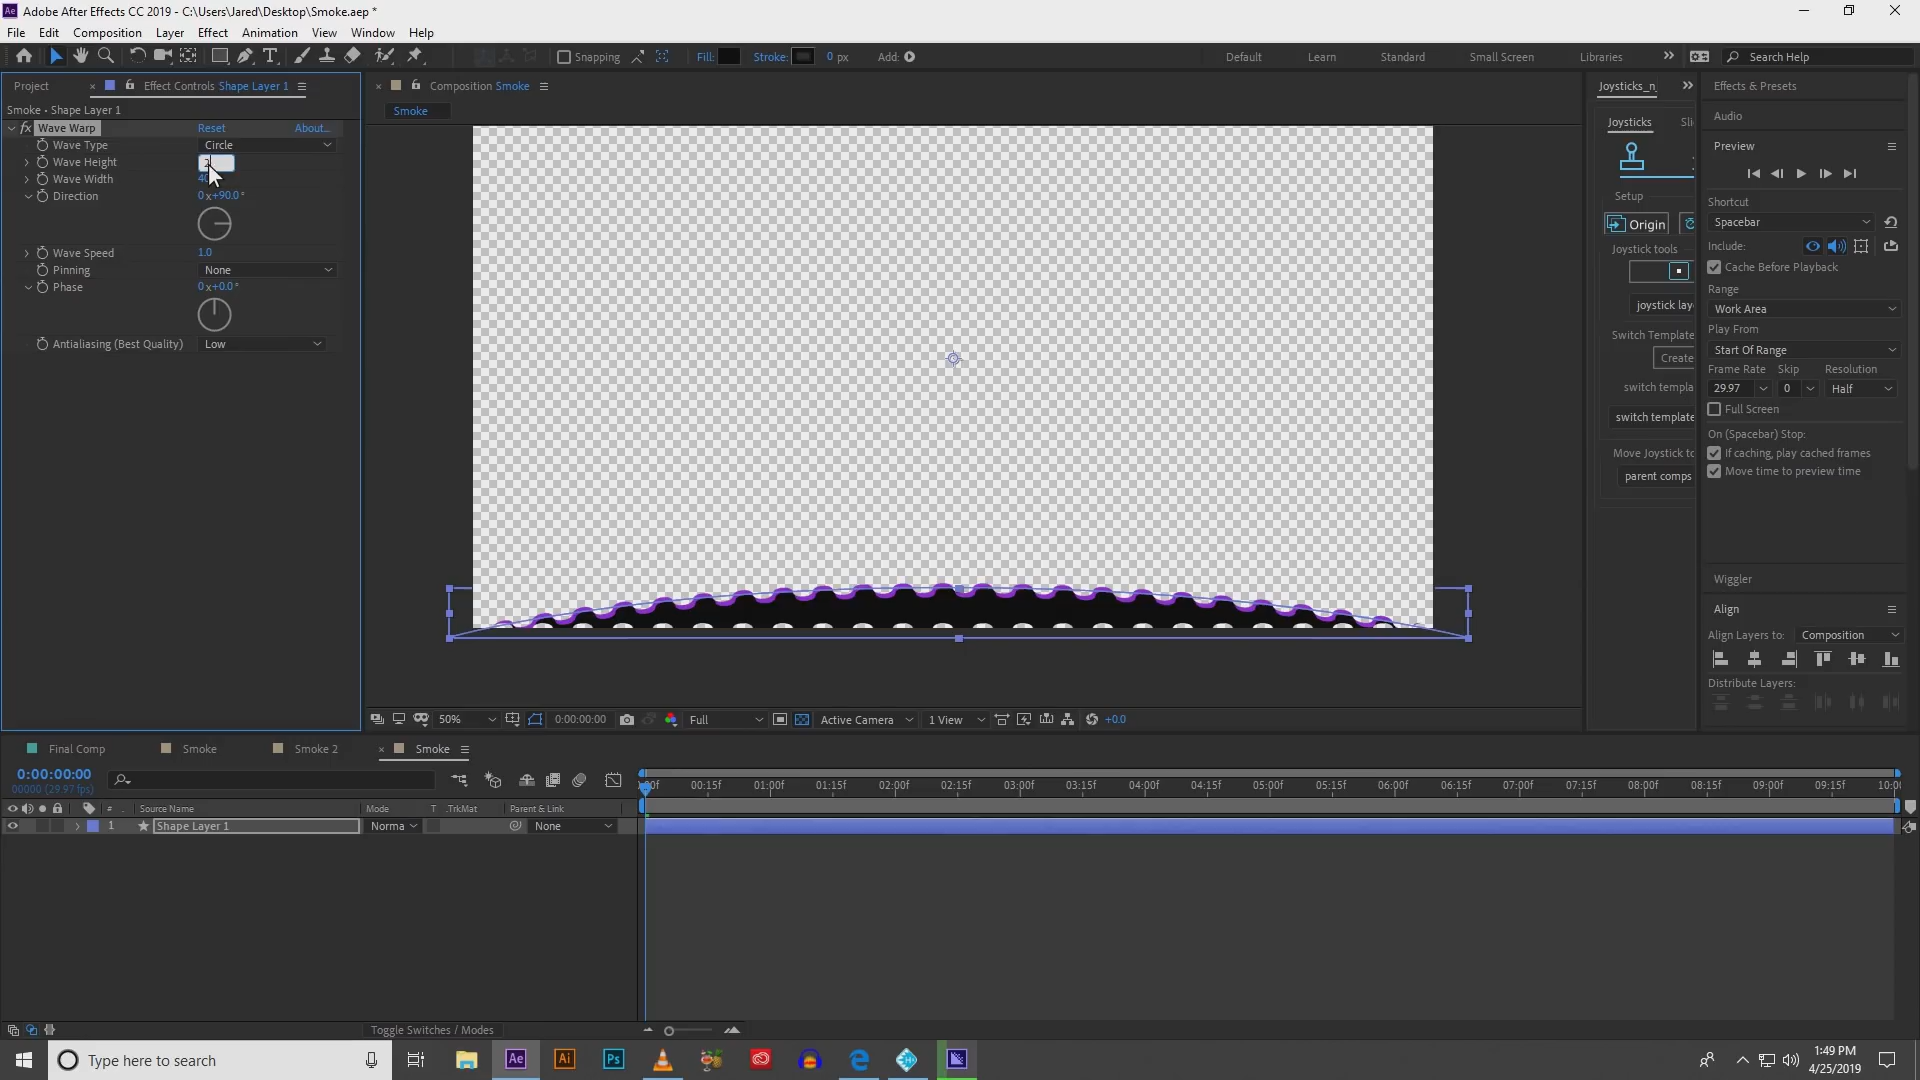 Ae Adobe After Effects CC 2019 - C:\Users\Jared\Desktop\Smoke.aep *
File Edit Composition Layer Effect Animation View Window Help
Snapping Fill: Stroke: 0 px Add: Default Learn Standard Small Screen Libraries Search Help
Project Effect Controls Shape Layer 1
Composition Smoke
Joysticks_n
Effects & Presets
Smoke • Shape Layer 1
Smoke
Audio
fx Wave Warp Reset About...
Wave Type Circle
Wave Height 2
Wave Width 40
Direction 0 x+90.0°
Wave Speed 1.0
Pinning None
Phase 0 x+0.0°
Antialiasing (Best Quality) Low
Joysticks Sli
Setup
Origin
Joystick tools
joystick lay
Switch Template
Create
switch templa
switch template
Move Joystick to
parent comps
Preview
Shortcut
Spacebar
Include:
Cache Before Playback
Range
Work Area
Play From
Start Of Range
Frame Rate Skip Resolution
29.97 0 Half
Full Screen
On (Spacebar) Stop:
If caching, play cached frames
Move time to preview time
Wiggler
Align
Align Layers to: Composition
Distribute Layers:
50% 0:00:00:00 Full Active Camera 1 View +0.0
Final Comp Smoke Smoke 2 Smoke
0:00:00:00
00000 (29.97 fps)
:00f 00:15f 01:00f 01:15f 02:00f 02:15f 03:00f 03:15f 04:00f 04:15f 05:00f 05:15f 06:00f 06:15f 07:00f 07:15f 08:00f 08:15f 09:00f 09:15f 10:0
# Source Name Mode T .TrkMat Parent & Link
1 Shape Layer 1 Norma None
Toggle Switches / Modes
Type here to search Ae Ai Ps
1:49 PM
4/25/2019